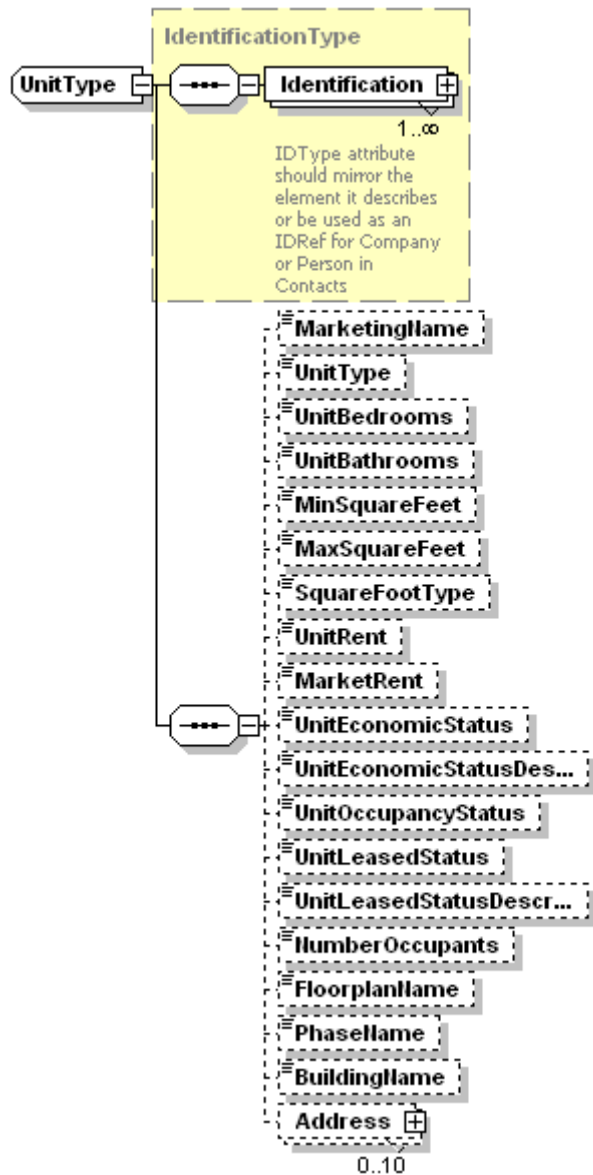 IdentificationType
UnitType
Identification
1..∞
IDType attribute
should mirror the
element it describes
or be used as an
IDRef for Company
or Person in
Contacts
MarketingName
UnitType
UnitBedrooms
UnitBathrooms
MinSquareFeet
MaxSquareFeet
SquareFootType
UnitRent
MarketRent
UnitEconomicStatus
UnitEconomicStatusDes...
UnitOccupancyStatus
UnitLeasedStatus
UnitLeasedStatusDescr...
NumberOccupants
FloorplanName
PhaseName
BuildingName
Address
0..10